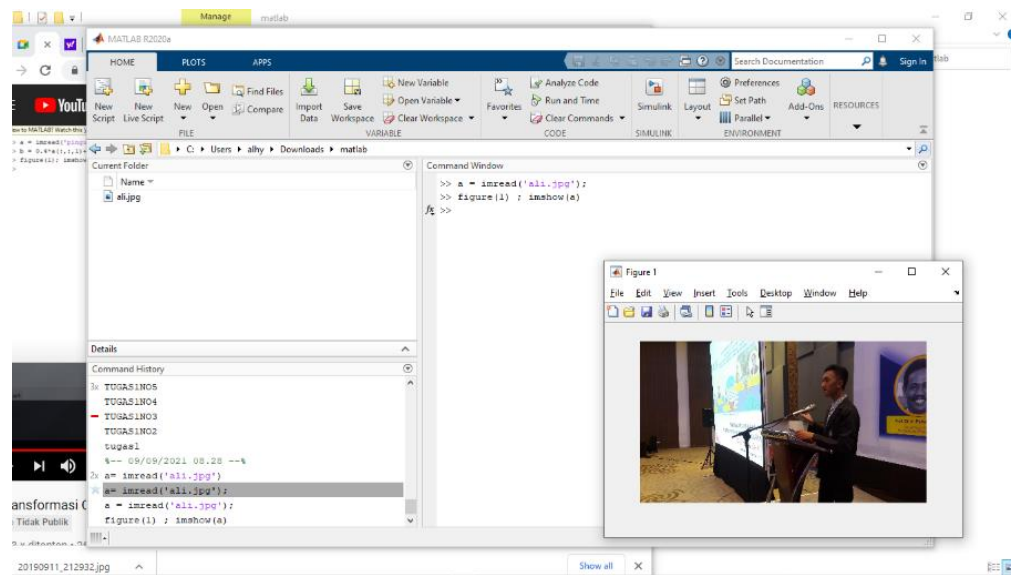 Manage matlab
MATLAB R2020a
HOME PLOTS APPS
Search Documentation
Sign In
tlab
YouTu
New Script
New Live Script
New
Open
Find Files
Compare
Import Data
Save Workspace
New Variable
Open Variable
Clear Workspace
Favorites
Analyze Code
Run and Time
Clear Commands
Simulink
Layout
Preferences
Set Path
Parallel
Add-Ons
RESOURCES
FILE VARIABLE CODE SIMULINK ENVIRONMENT
C: Users alhy Downloads matlab
Current Folder
Name
ali.jpg
Command Window
>> a = imread('ali.jpg');
>> figure(1) ; imshow(a)
fx >>
Figure 1
File Edit View Insert Tools Desktop Window Help
Details
Command History
3x TUGAS1NO5
TUGAS1NO4
TUGAS1NO3
TUGAS1NO2
tugas1
%-- 09/09/2021 08.28 --%
2x a= imread('ali.jpg')
a= imread('ali.jpg');
a = imread('ali.jpg');
figure(1) ; imshow(a)
ansformasi
Tidak Publik
20190911_212932.jpg
Show all